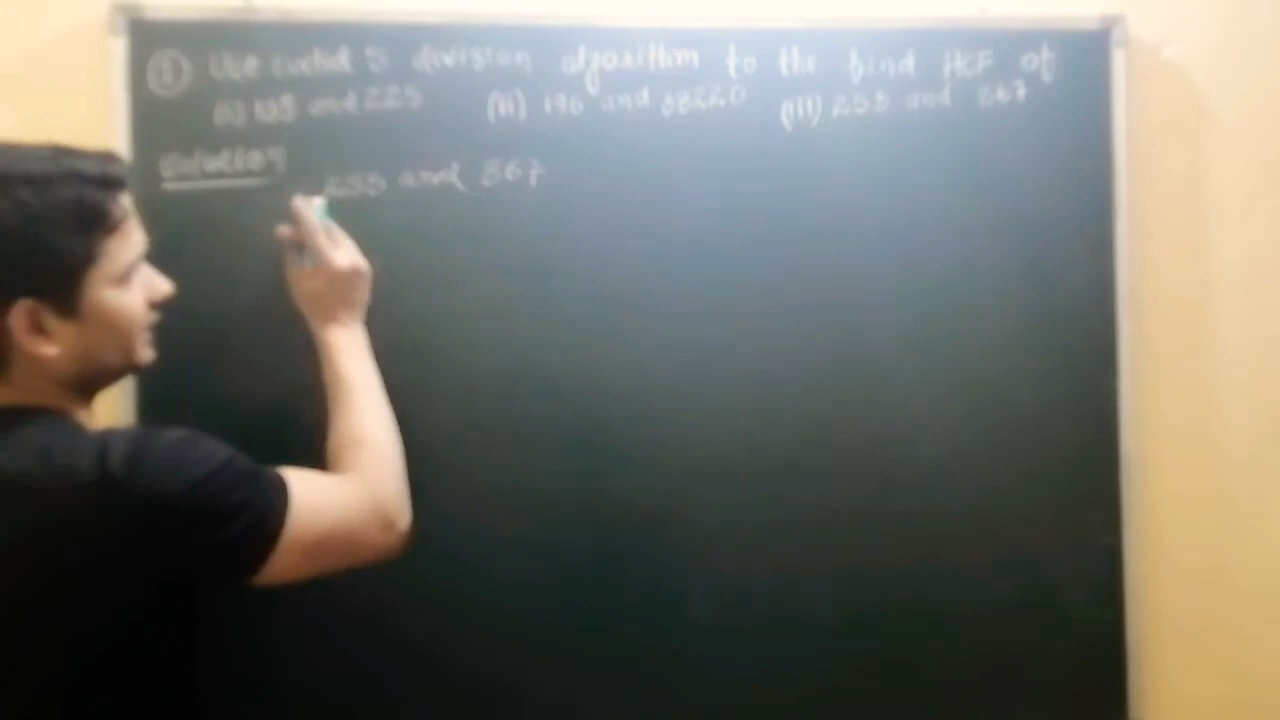 ① Use Euclid's division algorithm to the find HCF of
(i) 135 and 225 (ii) 196 and 38220 (iii) 255 and 867
Solution
255 and 867